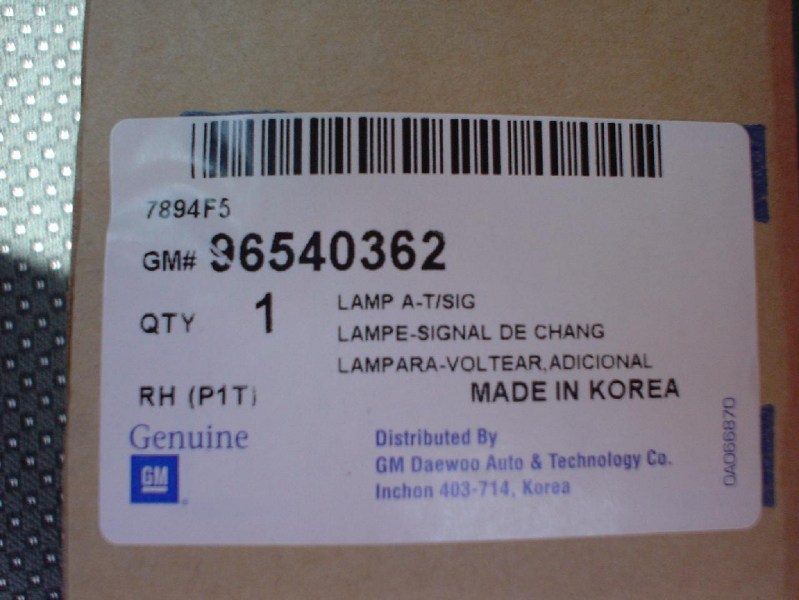 7894F5
GM# 96540362
QTY 1
LAMP A-T/SIG
LAMPE-SIGNAL DE CHANG
LAMPARA-VOLTEAR,ADICIONAL
RH (P1T)
MADE IN KOREA
Genuine
GM
Distributed By
GM Daewoo Auto & Technology Co.
Inchon 403-714, Korea
0A066870